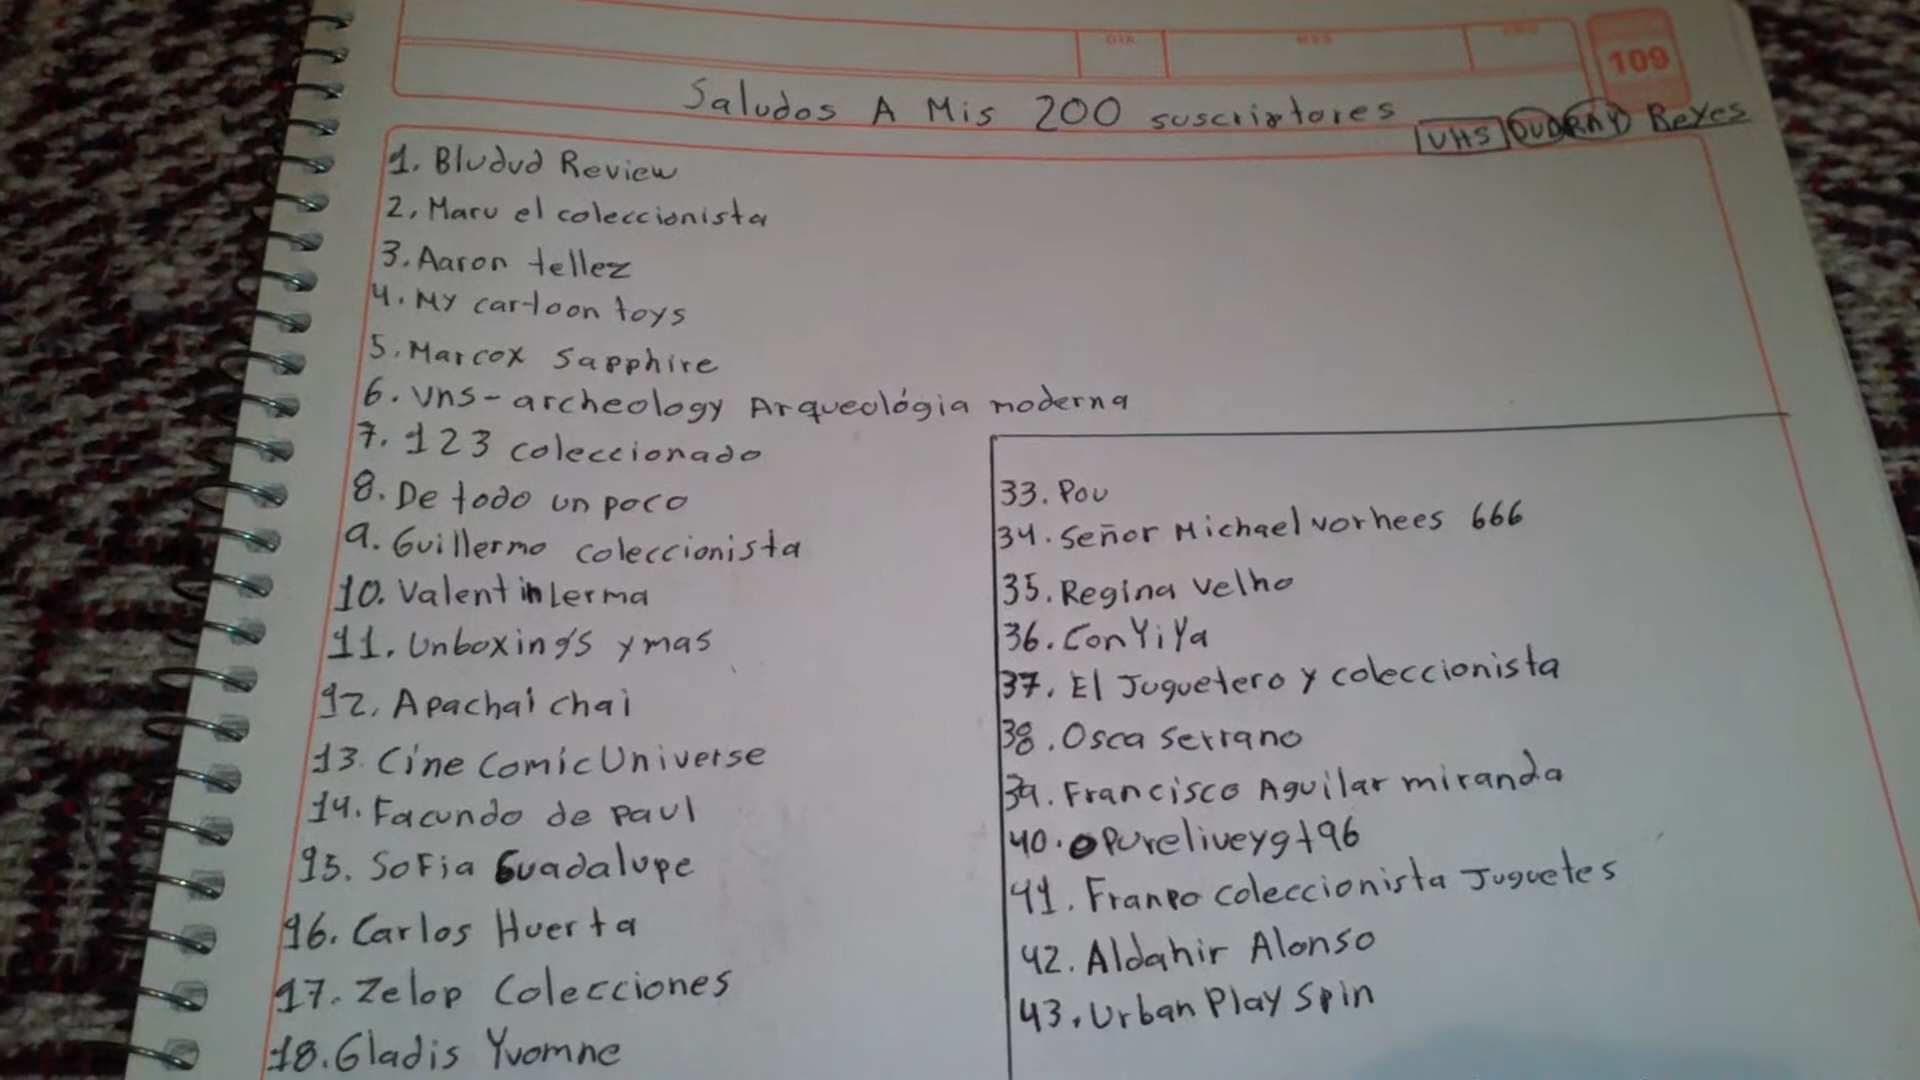 DIA
109
Saludos A Mis 200 suscriptores
VHS DVD RAY Reyes
1. Bludud Review
2. Maru el coleccionista
3. Aaron tellez
4. My cartoon toys
5. Marcox Sapphire
6. VHS-archeology Arqueológia moderna
7. 123 coleccionado
8. De todo un poco
9. Guillermo coleccionista
10. Valentin Lerma
11. Unboxings y mas
12. Apachai chai
13. Cine Comic Universe
14. Facundo de paul
15. Sofia Guadalupe
16. Carlos Huerta
17. Zelop Colecciones
18. Gladis Yvomne
33. Pou
34. Señor Michael vorhees 666
35. Regina velho
36. ConYiYa
37. El Juguetero y coleccionista
38. Osca serrano
39. Francisco Aguilar miranda
40. Pureliveygt96
41. Franpo coleccionista Juguetes
42. Aldahir Alonso
43. Urban Play Spin